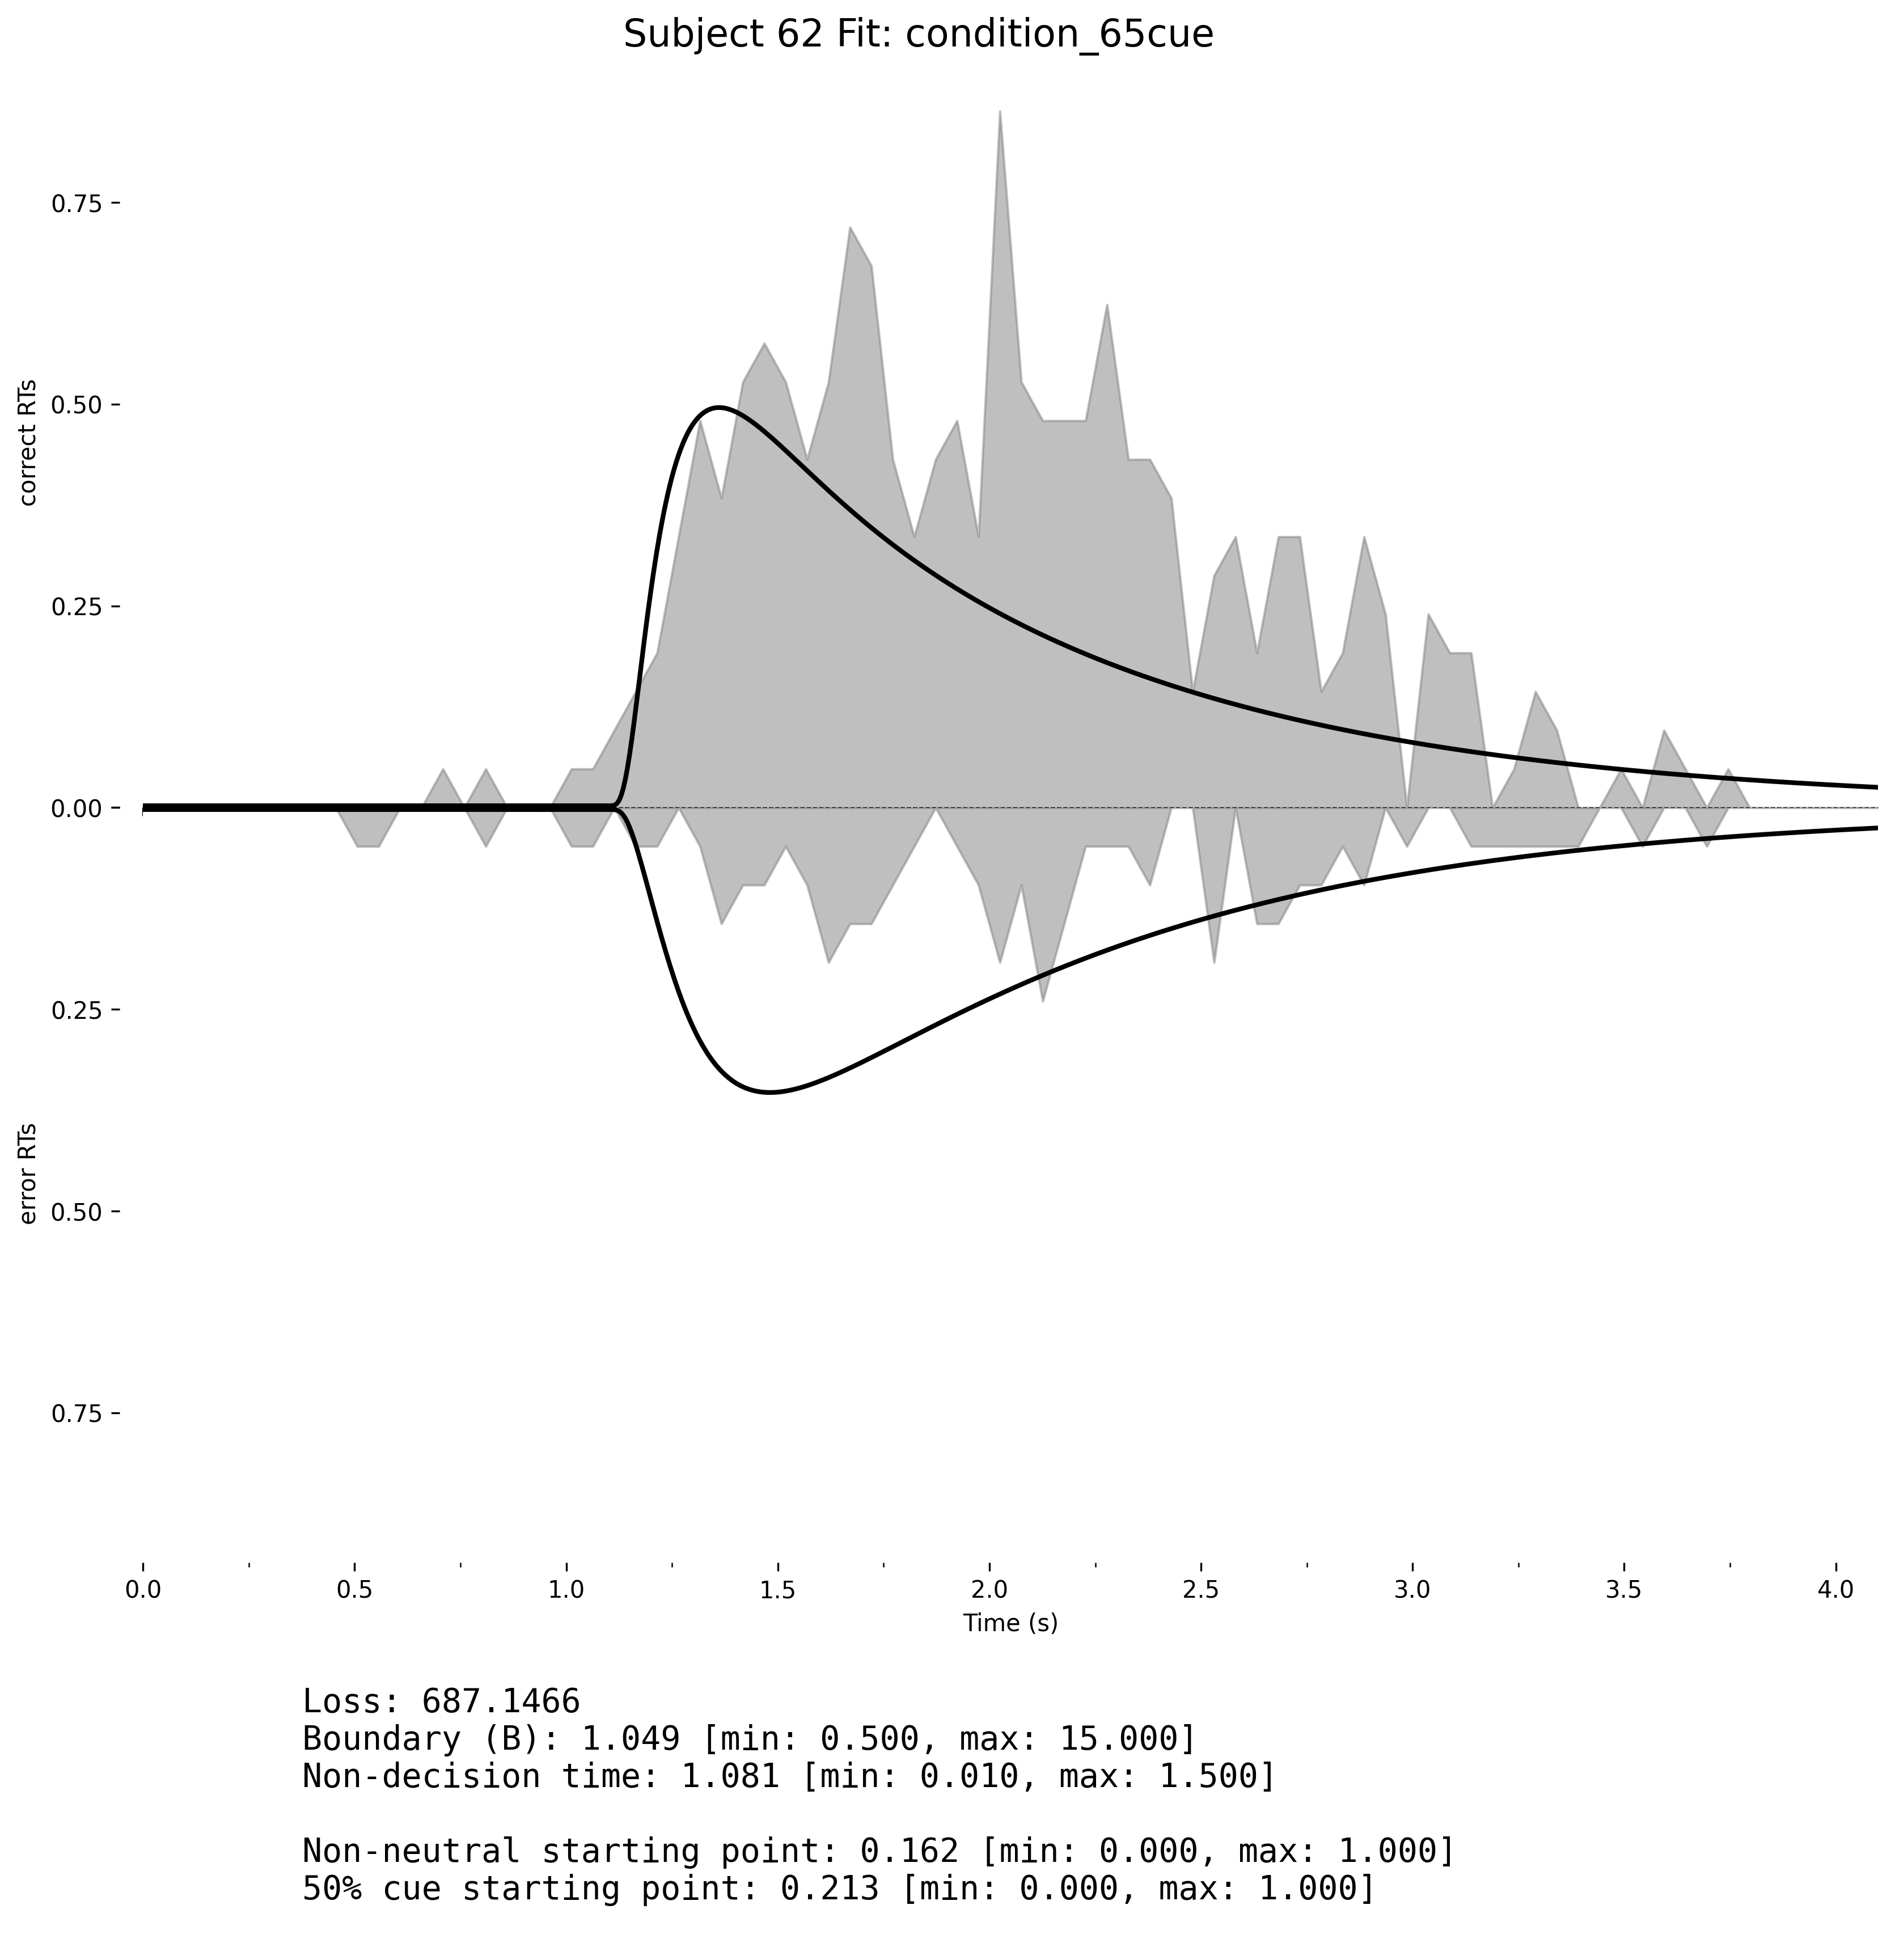 Subject 62 Fit: condition_65cue
0.75
0.50
0.25
0.00
0.25
0.50
0.75
correct RTs
error RTs
0.0 0.5 1.0 1.5 2.0 2.5 3.0 3.5 4.0
Time (s)
Loss: 687.1466
Boundary (B): 1.049 [min: 0.500, max: 15.000]
Non-decision time: 1.081 [min: 0.010, max: 1.500]
Non-neutral starting point: 0.162 [min: 0.000, max: 1.000]
50% cue starting point: 0.213 [min: 0.000, max: 1.000]